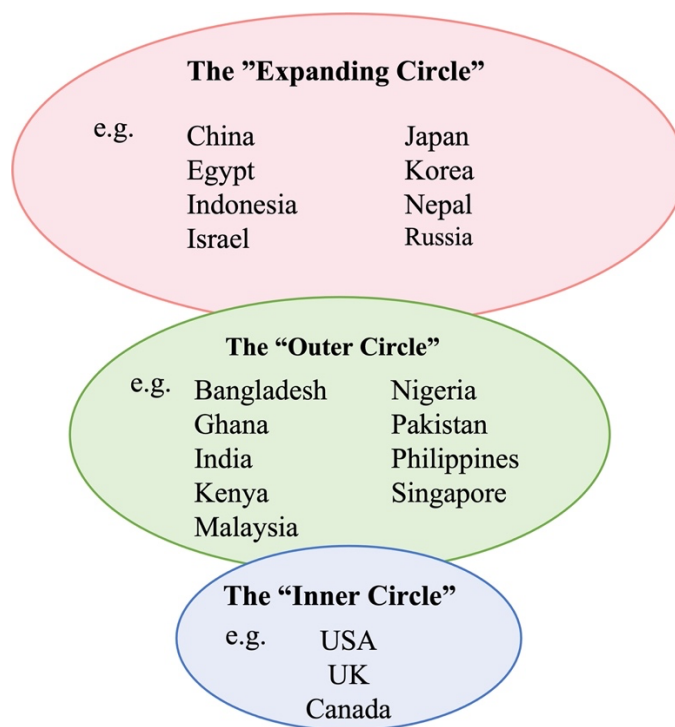 The ”Expanding Circle”
e.g.
China Japan
Egypt Korea
Indonesia Nepal
Israel Russia
The “Outer Circle”
e.g. Bangladesh Nigeria
Ghana Pakistan
India Philippines
Kenya Singapore
Malaysia
The “Inner Circle”
e.g. USA
UK
Canada